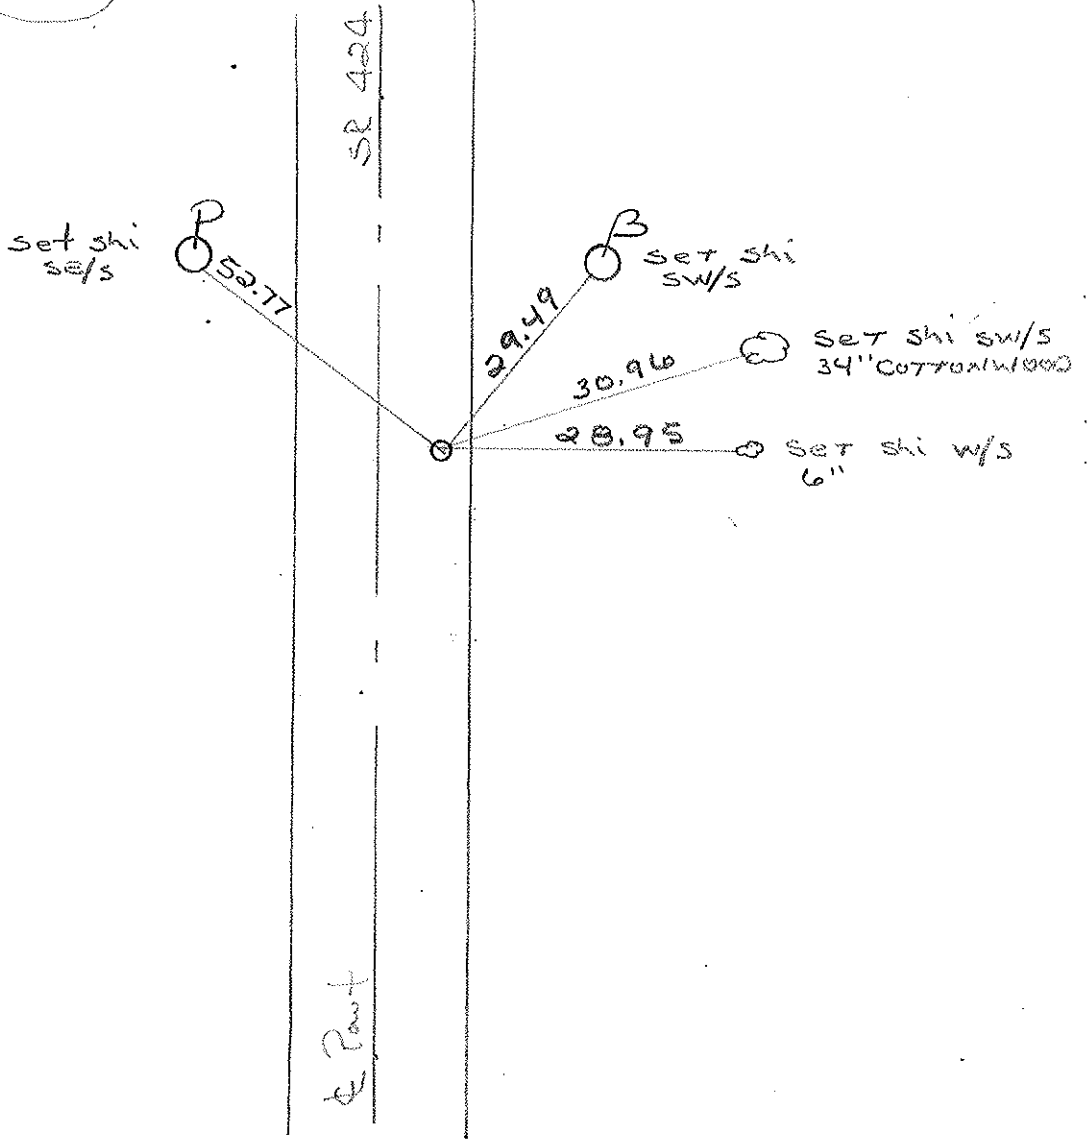 SR 424
P
set shi
SE/S
52.77
B
set shi
SW/S
29.49
30.96
set shi sw/s
34" COTTONWOOD
28.95
set shi w/s
6"
℄ Pavt